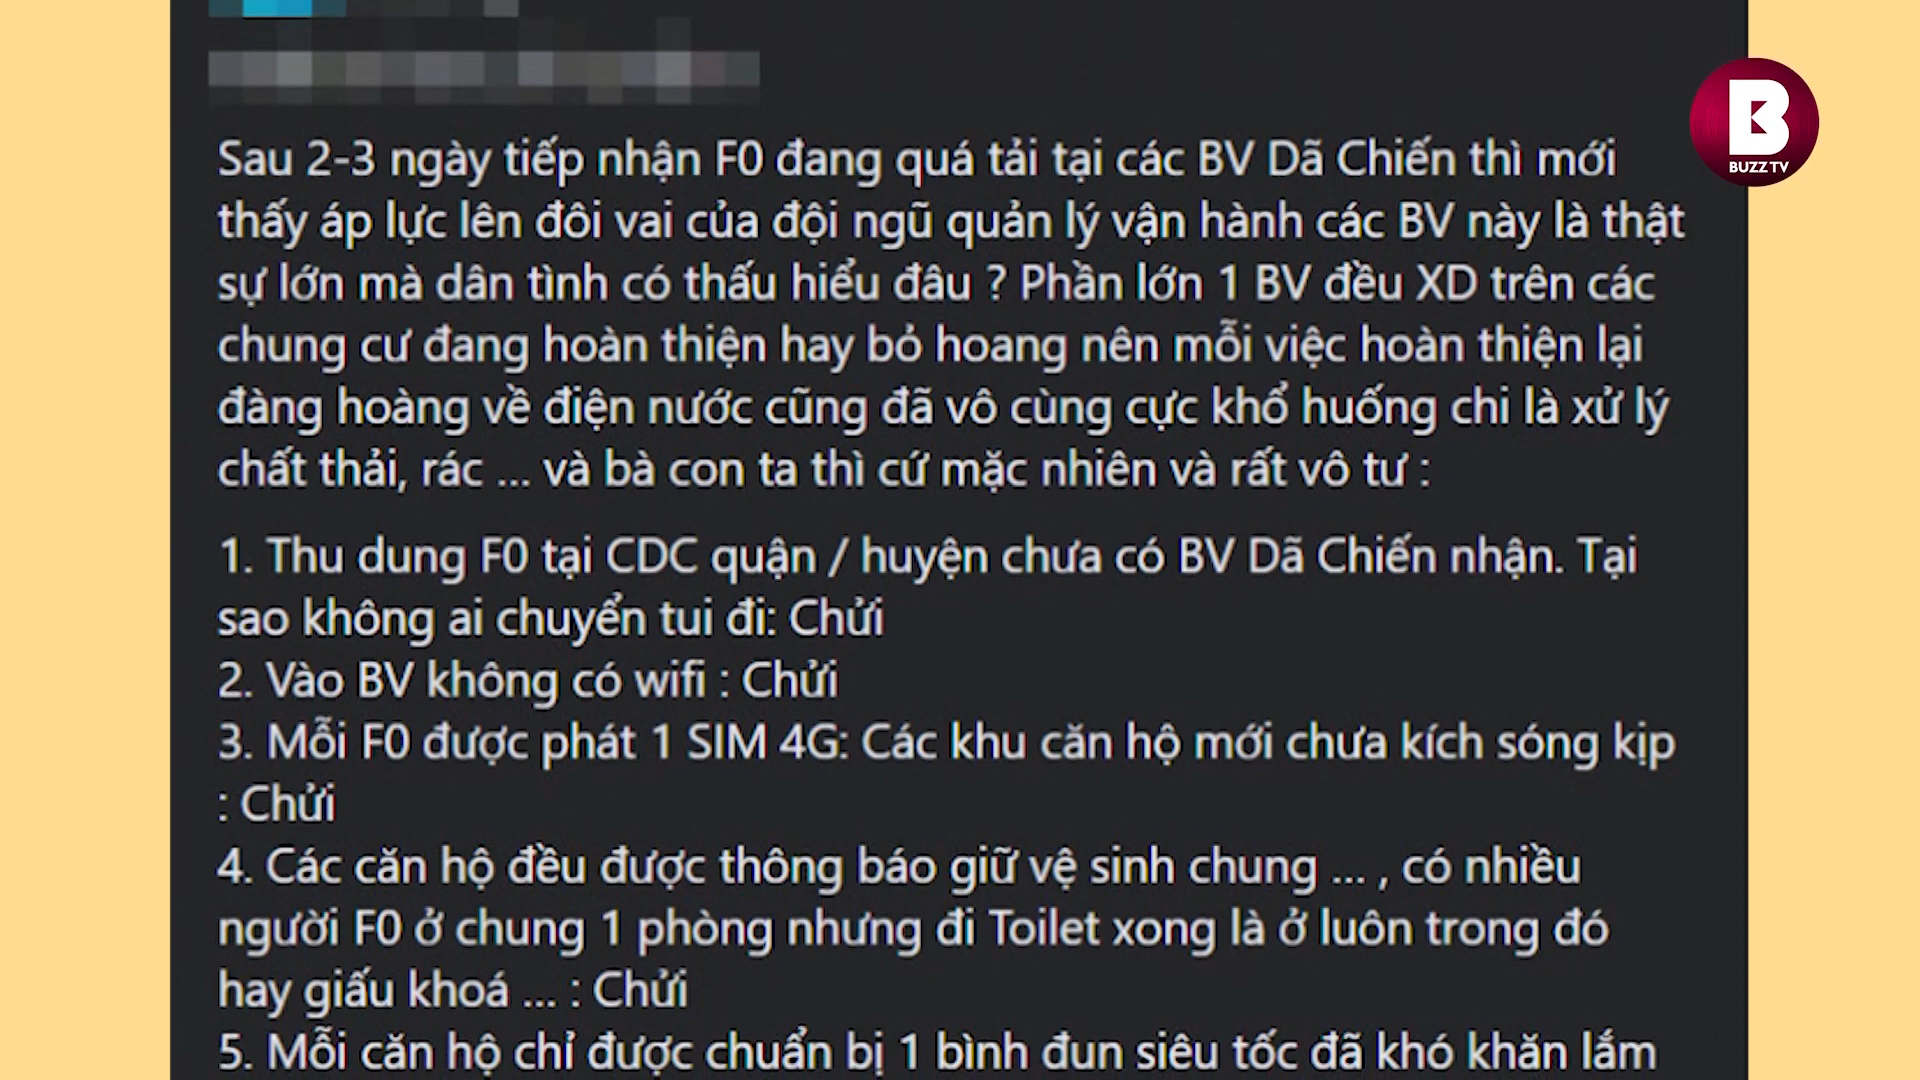 BUZZ TV
Sau 2-3 ngày tiếp nhận F0 đang quá tải tại các BV Dã Chiến thì mới
thấy áp lực lên đôi vai của đội ngũ quản lý vận hành các BV này là thật
sự lớn mà dân tình có thấu hiểu đâu ? Phần lớn 1 BV đều XD trên các
chung cư đang hoàn thiện hay bỏ hoang nên mỗi việc hoàn thiện lại
đàng hoàng về điện nước cũng đã vô cùng cực khổ huống chi là xử lý
chất thải, rác ... và bà con ta thì cứ mặc nhiên và rất vô tư :
1. Thu dung F0 tại CDC quận / huyện chưa có BV Dã Chiến nhận. Tại
sao không ai chuyển tui đi: Chửi
2. Vào BV không có wifi : Chửi
3. Mỗi F0 được phát 1 SIM 4G: Các khu căn hộ mới chưa kích sóng kịp
: Chửi
4. Các căn hộ đều được thông báo giữ vệ sinh chung ... , có nhiều
người F0 ở chung 1 phòng nhưng đi Toilet xong là ở luôn trong đó
hay giấu khoá ... : Chửi
5. Mỗi căn hộ chỉ được chuẩn bị 1 bình đun siêu tốc đã khó khăn lắm